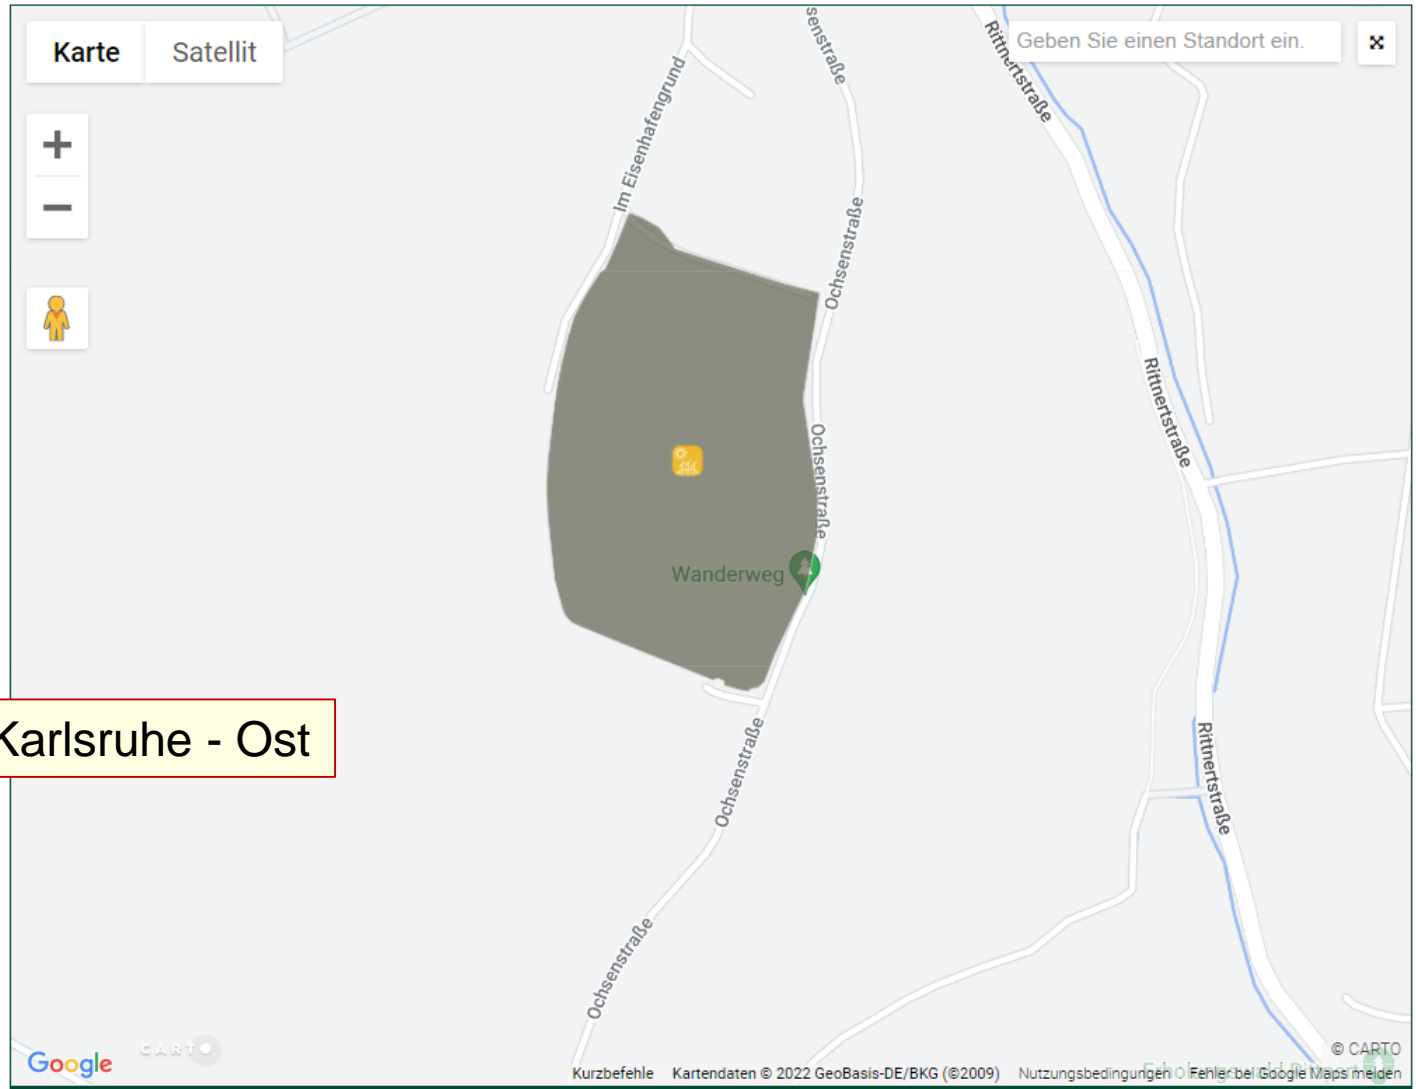 Karte
Satellit
senstraße
Rittnertstraße
Geben Sie einen Standort ein.
Im Eisenhafengrund
Ochsenstraße
Rittnertstraße
Ochsenstraße
Wanderweg
Karlsruhe - Ost
Ochsenstraße
Rittnertstraße
Ochsenstraße
CARTO
© CARTO
Google
Kurzbefehle
Kartendaten © 2022 GeoBasis-DE/BKG (©2009)
Nutzungsbedingungen
Fehler bei Google Maps melden